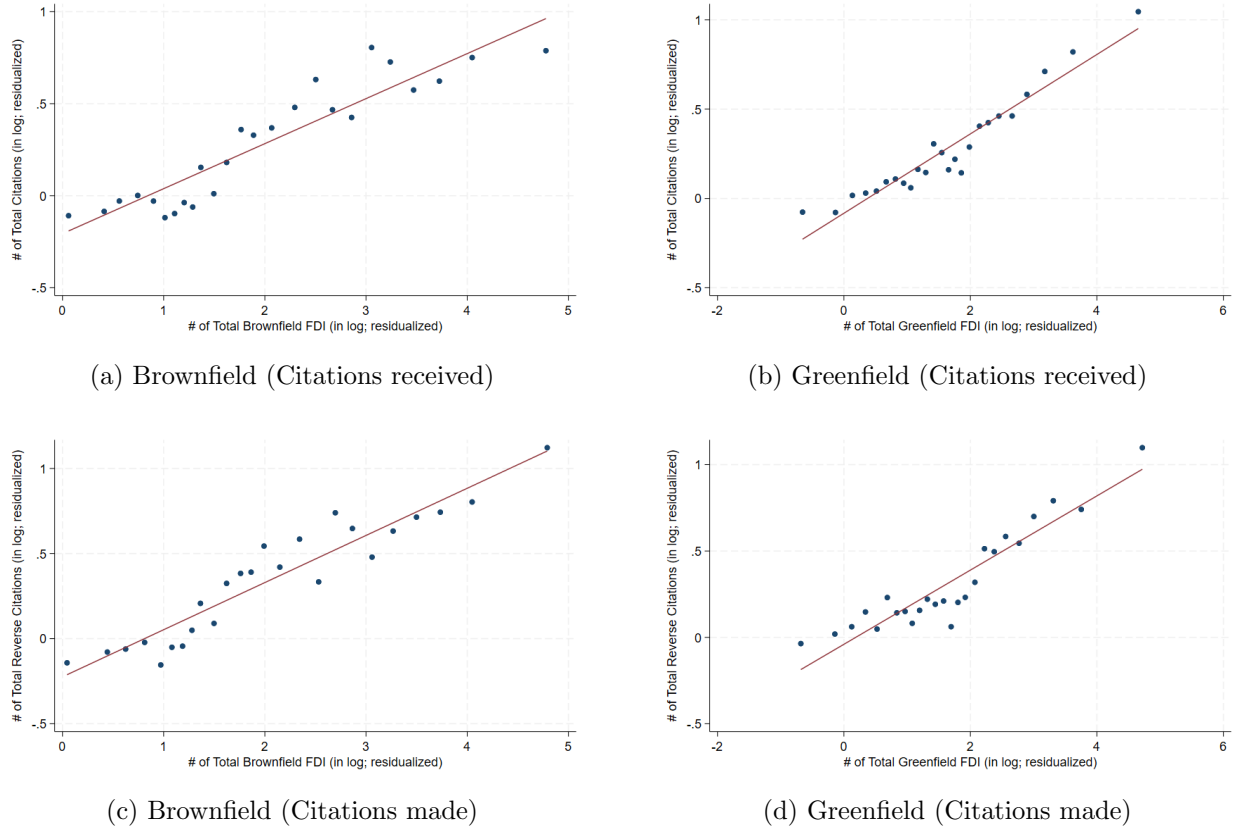 # of Total Citations (in log; residualized)
1
.5
0
-.5
0 1 2 3 4 5
# of Total Brownfield FDI (in log; residualized)
(a) Brownfield (Citations received)
# of Total Citations (in log; residualized)
1
.5
0
-.5
-2 0 2 4 6
# of Total Greenfield FDI (in log; residualized)
(b) Greenfield (Citations received)
# of Total Reverse Citations (in log; residualized)
1
.5
0
-.5
0 1 2 3 4 5
# of Total Brownfield FDI (in log; residualized)
(c) Brownfield (Citations made)
# of Total Reverse Citations (in log; residualized)
1
.5
0
-.5
-2 0 2 4 6
# of Total Greenfield FDI (in log; residualized)
(d) Greenfield (Citations made)